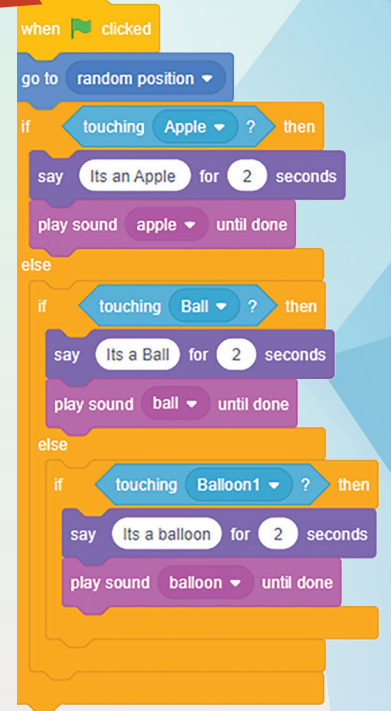 when clicked
go to random position
if touching Apple ? then
say Its an Apple for 2 seconds
play sound apple until done
else
if touching Ball ? then
say Its a Ball for 2 seconds
play sound ball until done
else
if touching Balloon1 ? then
say Its a balloon for 2 seconds
play sound balloon until done